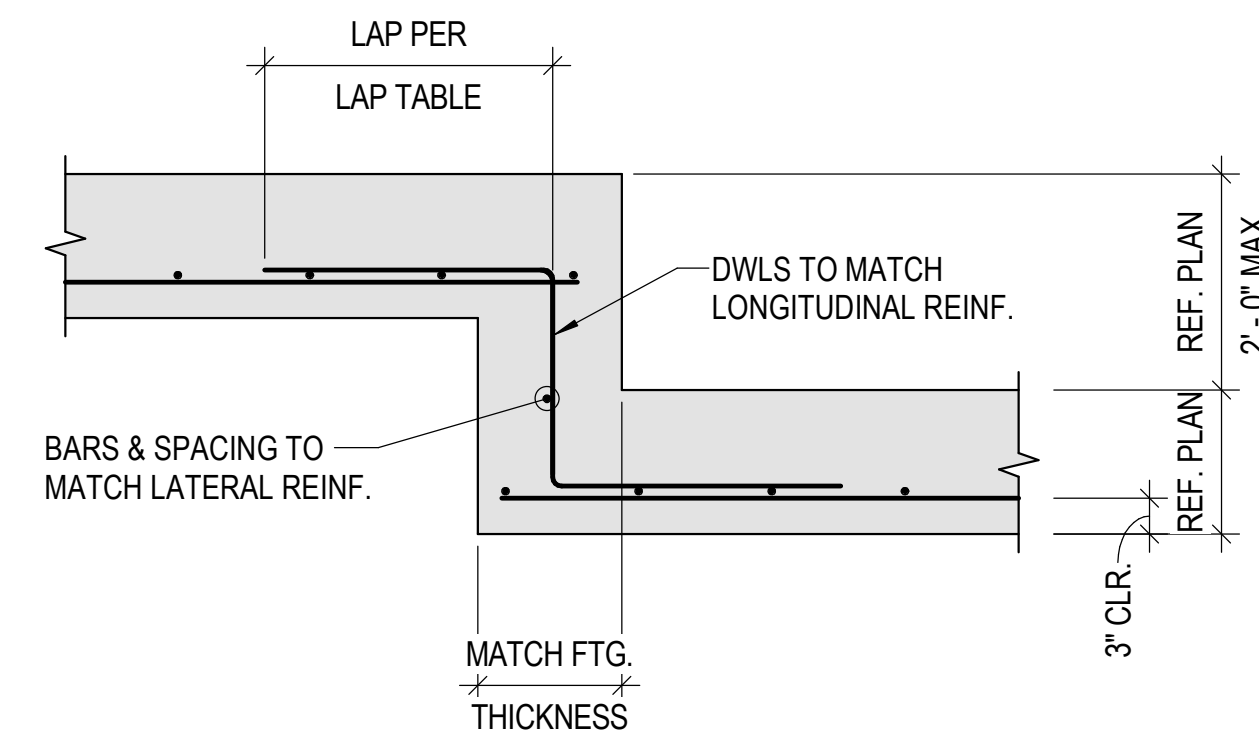 LAP PER
LAP TABLE
DWLS TO MATCH
LONGITUDINAL REINF.
REF. PLAN
2' - 0" MAX
BARS & SPACING TO
MATCH LATERAL REINF.
REF. PLAN
3" CLR.
MATCH FTG.
THICKNESS